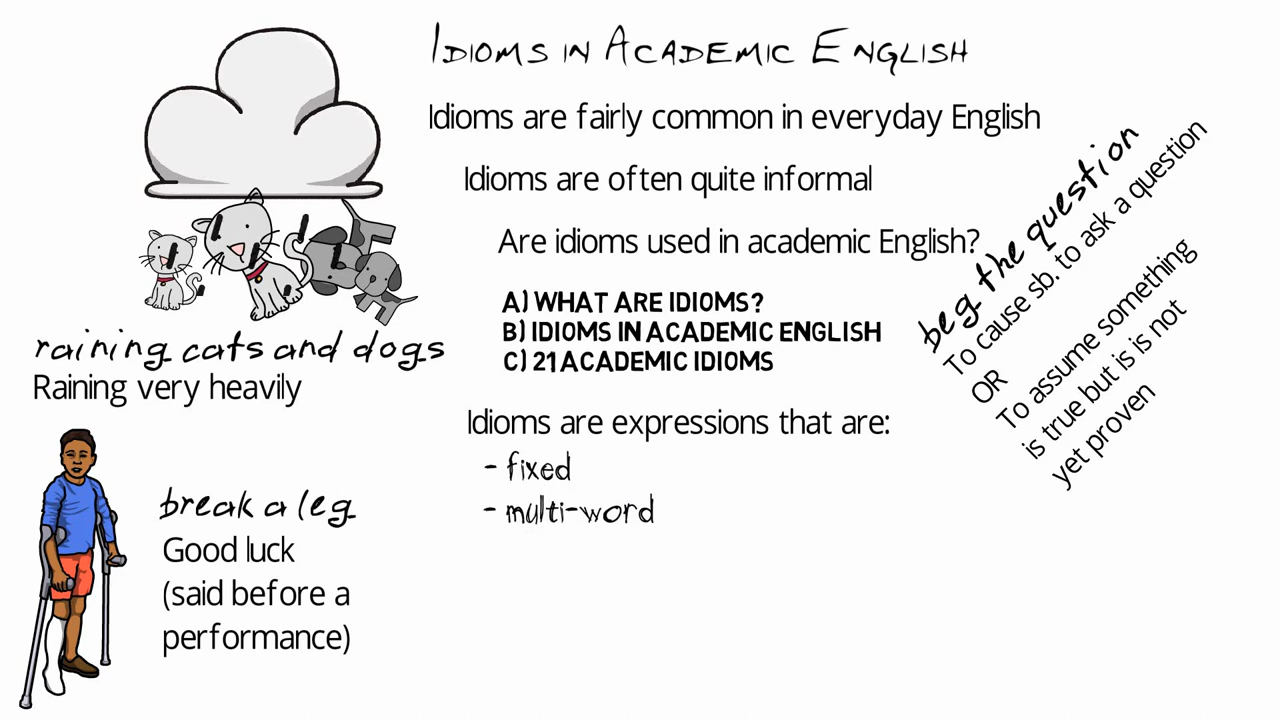 IDIOMS IN ACADEMIC ENGLISH
Idioms are fairly common in everyday English
Idioms are often quite informal
Are idioms used in academic English?
A) WHAT ARE IDIOMS?
B) IDIOMS IN ACADEMIC ENGLISH
C) 21 ACADEMIC IDIOMS
Idioms are expressions that are:
- fixed
- multi-word
raining cats and dogs
Raining very heavily
break a leg
Good luck
(said before a
performance)
beg the question
To cause sb. to ask a question
OR
To assume something
is true but is is not
yet proven